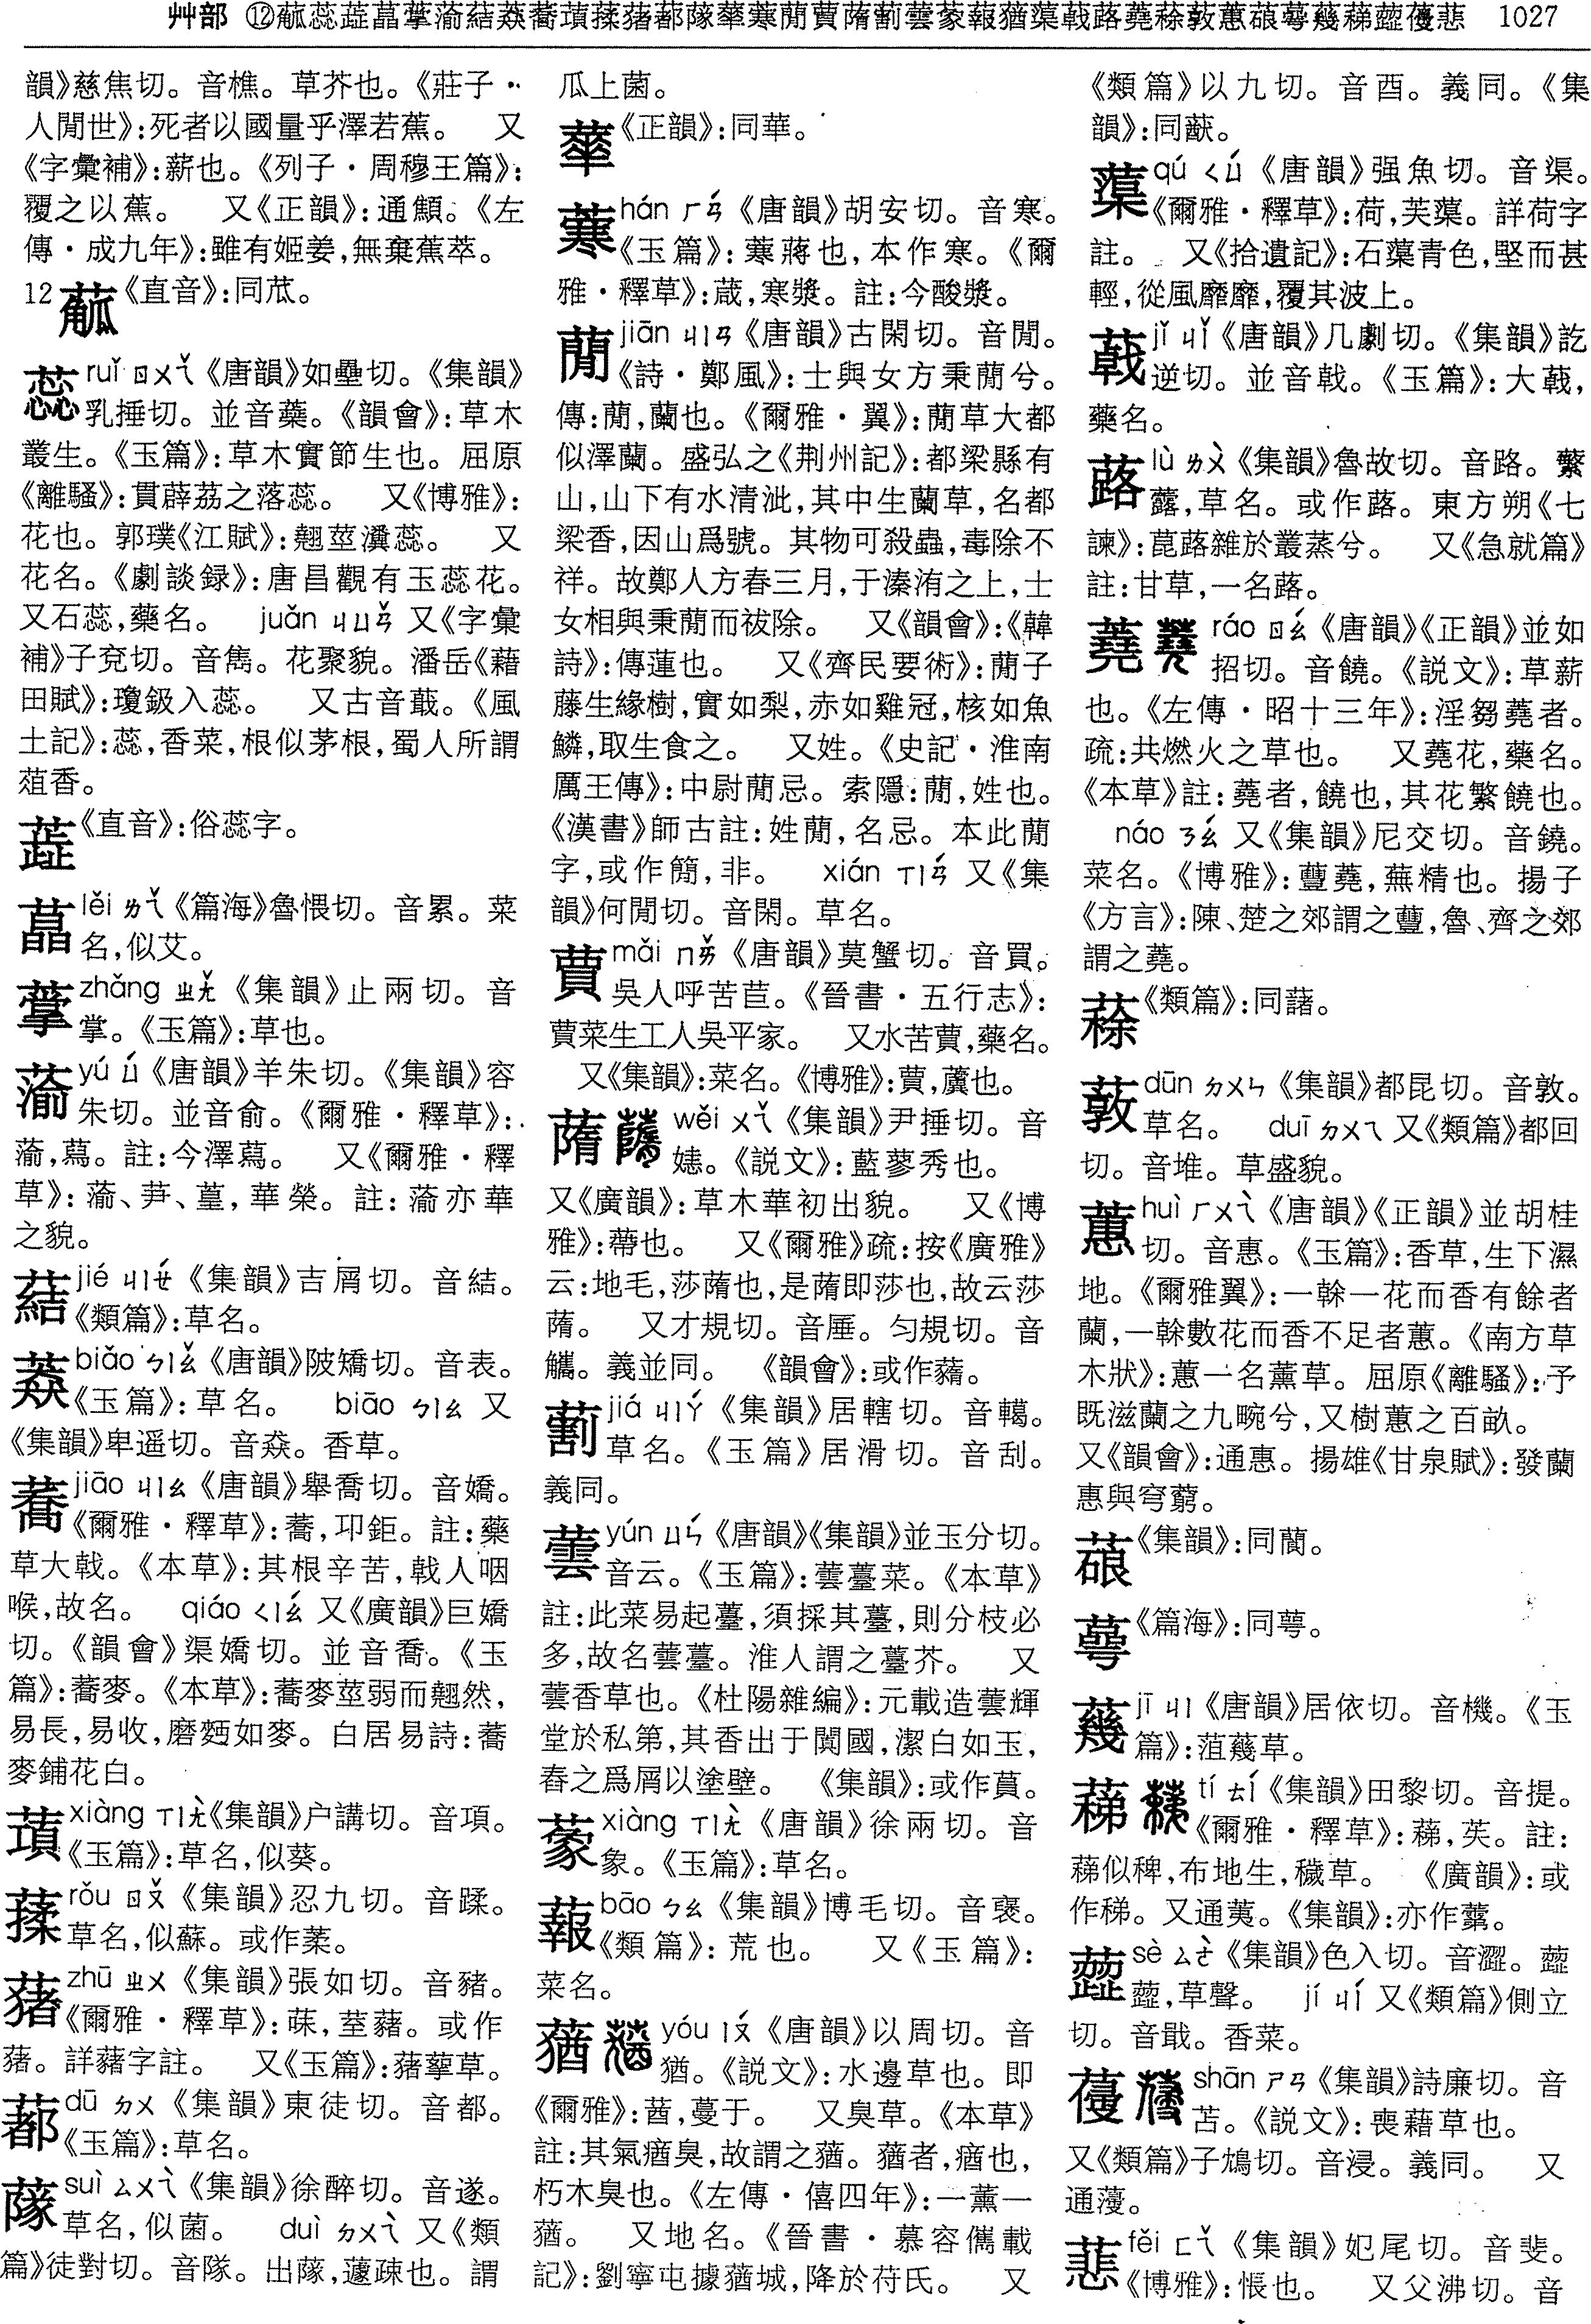 艸部 ⑫蓏蕊蕋藠𦿆蕍𦵴猋蕎䔰葇蕏𦺇䔹蕐䔬蕑蕒蕍𦺢蕓蒙䕀蕕蕖䕇蕗蕘𦺋䔻蕙𦺫蕚蘷䔶䕃葠䕁 1027
韻》慈焦切。音樵。草芥也。《莊子·
人閒世》:死者以國量乎澤若蕉。 又
《字彙補》:薪也。《列子·周穆王篇》:
覆之以蕉。 又《正韻》:通顦。《左
傳·成九年》:雖有姬姜,無棄蕉萃。
12 《直音》:同苽。
蕊 ruǐ ㄖㄨㄟˇ《唐韻》如壘切。《集韻》
乳捶切。並音蘂。《韻會》:草木
叢生。《玉篇》:草木實節生也。屈原
《離騷》:貫薜荔之落蕊。 又《博雅》:
花也。郭璞《江賦》:翹莖瀵蕊。 又
花名。《劇談録》:唐昌觀有玉蕊花。
又石蕊,藥名。 juǎn ㄐㄩㄢˇ 又《字彙
補》子兗切。音雋。花聚貌。潘岳《藉
田賦》:瓊鈒入蕊。 又古音蕺。《風
土記》:蕊,香菜,根似茅根,蜀人所謂
葅香。
蕋 《直音》:俗蕊字。
藠 lěi ㄌㄟˇ《篇海》魯愄切。音累。菜
名,似艾。
zhǎng ㄓㄤˇ《集韻》止兩切。音
掌。《玉篇》:草也。
蕍 yú ㄩˊ《唐韻》羊朱切。《集韻》容
朱切。並音俞。《爾雅·釋草》:
蕍,蕮。註:今澤蕮。 又《爾雅·釋
草》:蕍、芛、葟,華榮。註:蕍亦華
之貌。
jié ㄐㄧㄝˊ《集韻》吉屑切。音結。
《類篇》:草名。
biǎo ㄅㄧㄠˇ《唐韻》陂矯切。音表。
《玉篇》:草名。 biāo ㄅㄧㄠ 又
《集韻》卑遥切。音猋。香草。
蕎 jiāo ㄐㄧㄠ《唐韻》舉喬切。音嬌。
《爾雅·釋草》:蕎,卭鉅。註:藥
草大戟。《本草》:其根辛苦,戟人咽
喉,故名。 qiáo ㄑㄧㄠˊ 又《廣韻》巨嬌
切。《韻會》渠嬌切。並音喬。《玉
篇》:蕎麥。《本草》:蕎麥莖弱而翹然,
易長,易收,磨麪如麥。白居易詩:蕎
麥鋪花白。
xiàng ㄒㄧㄤˋ《集韻》户講切。音項。
《玉篇》:草名,似葵。
rǒu ㄖㄡˇ《集韻》忍九切。音蹂。
草名,似蘇。或作葇。
蕏 zhū ㄓㄨ《集韻》張如切。音豬。
《爾雅·釋草》:菋,荎藸。或作
蕏。詳藸字註。 又《玉篇》:蕏蔂草。
dū ㄉㄨ《集韻》東徒切。音都。
《玉篇》:草名。
suì ㄙㄨㄟˋ《集韻》徐醉切。音遂。
草名,似菌。 duì ㄉㄨㄟˋ 又《類
篇》徒對切。音隊。出䔹,蘧疎也。謂
瓜上菌。
蕐 《正韻》:同華。
hán ㄏㄢˊ《唐韻》胡安切。音寒。
《玉篇》:䔬蔣也,本作寒。《爾
雅·釋草》:葴,寒漿。註:今酸漿。
蕑 jiān ㄐㄧㄢ《唐韻》古閑切。音閒。
《詩·鄭風》:士與女方秉蕑兮。
傳:蕑,蘭也。《爾雅·翼》:蕑草大都
似澤蘭。盛弘之《荆州記》:都梁縣有
山,山下有水清泚,其中生蘭草,名都
梁香,因山爲號。其物可殺蟲,毒除不
祥。故鄭人方春三月,于溱洧之上,士
女相與秉蕑而祓除。 又《韻會》:《韓
詩》:傳蓮也。 又《齊民要術》:蕑子
藤生緣樹,實如梨,赤如雞冠,核如魚
鱗,取生食之。 又姓。《史記·淮南
厲王傳》:中尉蕑忌。索隱:蕑,姓也。
《漢書》師古註:姓蕑,名忌。本此蕑
字,或作簡,非。 xián ㄒㄧㄢˊ 又《集
韻》何閒切。音閑。草名。
蕒 mǎi ㄇㄞˇ《唐韻》莫蟹切。音買。
吳人呼苦苣。《晉書·五行志》:
蕒菜生工人吳平家。 又水苦蕒,藥名。
又《集韻》:菜名。《博雅》:蕒,蘪也。
wěi ㄨㄟˇ《集韻》尹捶切。音
㛱。《説文》:藍蓼秀也。
又《廣韻》:草木華初出貌。 又《博
雅》:蔕也。 又《爾雅》疏:按《廣雅》
云:地毛,莎蓨也,是蓨即莎也,故云莎
蓨。 又才規切。音厜。匀規切。音
觿。義並同。 《韻會》:或作蘤。
jiá ㄐㄧㄚˊ《集韻》居轄切。音鞨。
草名。《玉篇》居滑切。音刮。
義同。
蕓 yún ㄩㄣˊ《唐韻》《集韻》並玉分切。
音云。《玉篇》:蕓薹菜。《本草》
註:此菜易起薹,須採其薹,則分枝必
多,故名蕓薹。淮人謂之薹芥。 又
蕓香草也。《杜陽雜編》:元載造蕓輝
堂於私第,其香出于闐國,潔白如玉,
舂之爲屑以塗壁。 《集韻》:或作蒷。
xiàng ㄒㄧㄤˋ《唐韻》徐兩切。音
象。《玉篇》:草名。
bāo ㄅㄠ《集韻》博毛切。音襃。
《類篇》:荒也。 又《玉篇》:
菜名。
蕕 yóu ㄧㄡˊ《唐韻》以周切。音
猶。《説文》:水邊草也。即
《爾雅》:莤,蔓于。 又臭草。《本草》
註:其氣㾞臭,故謂之蕕。蕕者,㾞也,
朽木臭也。《左傳·僖四年》:一薰一
蕕。 又地名。《晉書·慕容儁載
記》:劉寧屯據蕕城,降於苻氏。 又
《類篇》以九切。音酉。義同。《集
韻》:同蘔。
蕖 qú ㄑㄩˊ《唐韻》强魚切。音渠。
《爾雅·釋草》:荷,芙蕖。詳荷字
註。 又《拾遺記》:石蕖青色,堅而甚
輕,從風靡靡,覆其波上。
jǐ ㄐㄧˇ《唐韻》几劇切。《集韻》訖
逆切。並音戟。《玉篇》:大䕇,
藥名。
蕗 lù ㄌㄨˋ《集韻》魯故切。音路。蘩
蘦,草名。或作蕗。東方朔《七
諫》:菎蕗雜於叢蒸兮。 又《急就篇》
註:甘草,一名蕗。
蕘 ráo ㄖㄠˊ《唐韻》《正韻》並如
招切。音饒。《説文》:草薪
也。《左傳·昭十三年》:淫芻蕘者。
疏:共燃火之草也。 又蕘花,藥名。
《本草》註:蕘者,饒也,其花繁饒也。
náo ㄋㄠˊ 又《集韻》尼交切。音鐃。
菜名。《博雅》:蘴蕘,蕪精也。揚子
《方言》:陳、楚之郊謂之蘴,魯、齊之郊
謂之蕘。
《類篇》:同藷。
dūn ㄉㄨㄣ《集韻》都昆切。音敦。
草名。 duī ㄉㄨㄟ 又《類篇》都回
切。音堆。草盛貌。
蕙 huì ㄏㄨㄟˋ《唐韻》《正韻》並胡桂
切。音惠。《玉篇》:香草,生下濕
地。《爾雅翼》:一榦一花而香有餘者
蘭,一榦數花而香不足者蕙。《南方草
木狀》:蕙一名薰草。屈原《離騷》:予
既滋蘭之九畹兮,又樹蕙之百畝。
又《韻會》:通惠。揚雄《甘泉賦》:發蘭
惠與穹藭。
《集韻》:同蕳。
蕚 《篇海》:同萼。
jī ㄐㄧ《唐韻》居依切。音機。《玉
篇》:菹蘷草。
tí ㄊㄧˊ《集韻》田黎切。音提。
《爾雅·釋草》:蕛,苵。註:
蕛似稗,布地生,穢草。 《廣韻》:或
作稊。又通荑。《集韻》:亦作蕛。
sè ㄙㄜˋ《集韻》色入切。音澀。䕃
䕃,草聲。 jí ㄐㄧˊ 又《類篇》側立
切。音戢。香菜。
shān ㄕㄢ《集韻》詩廉切。音
苫。《説文》:喪藉草也。
又《類篇》子鴆切。音浸。義同。 又
通蓡。
fěi ㄈㄟˇ《集韻》妃尾切。音斐。
《博雅》:悵也。 又父沸切。音